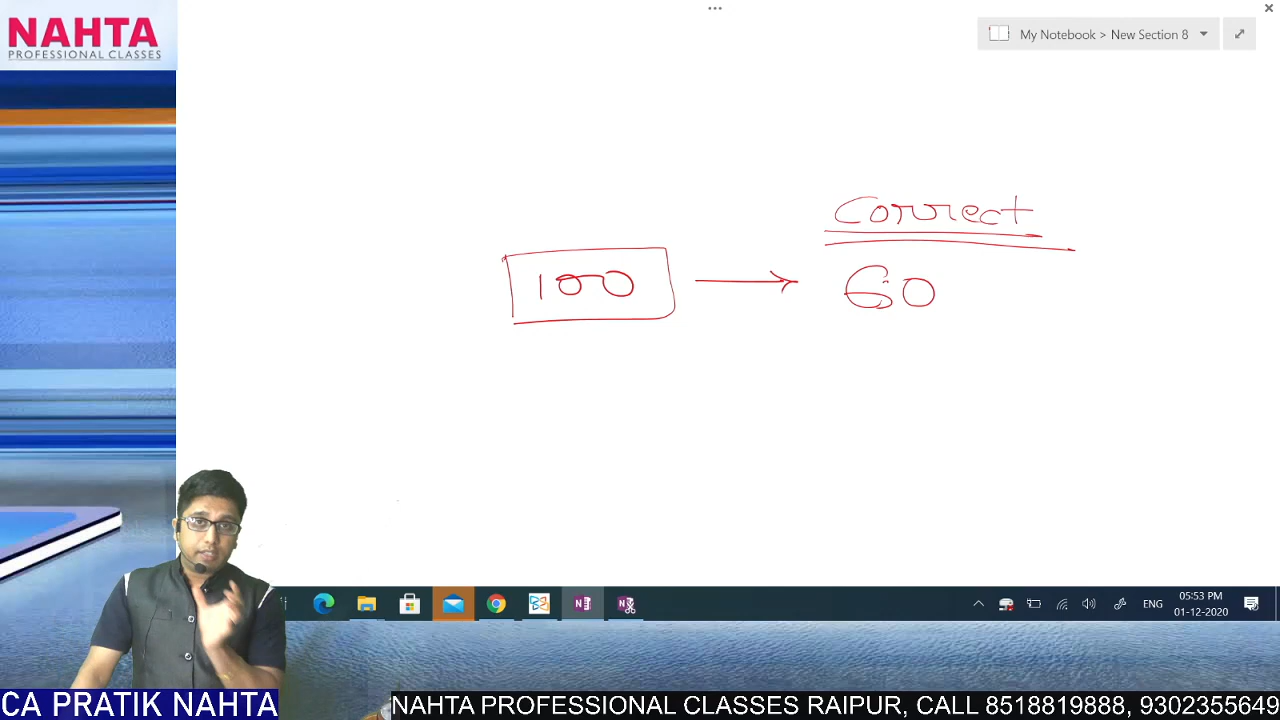 NAHTA
PROFESSIONAL CLASSES
My Notebook > New Section 8
Correct
100 → 60
ENG
05:53 PM
01-12-2020
CA PRATIK NAHTA
NAHTA PROFESSIONAL CLASSES RAIPUR, CALL 8518819888, 9302355649